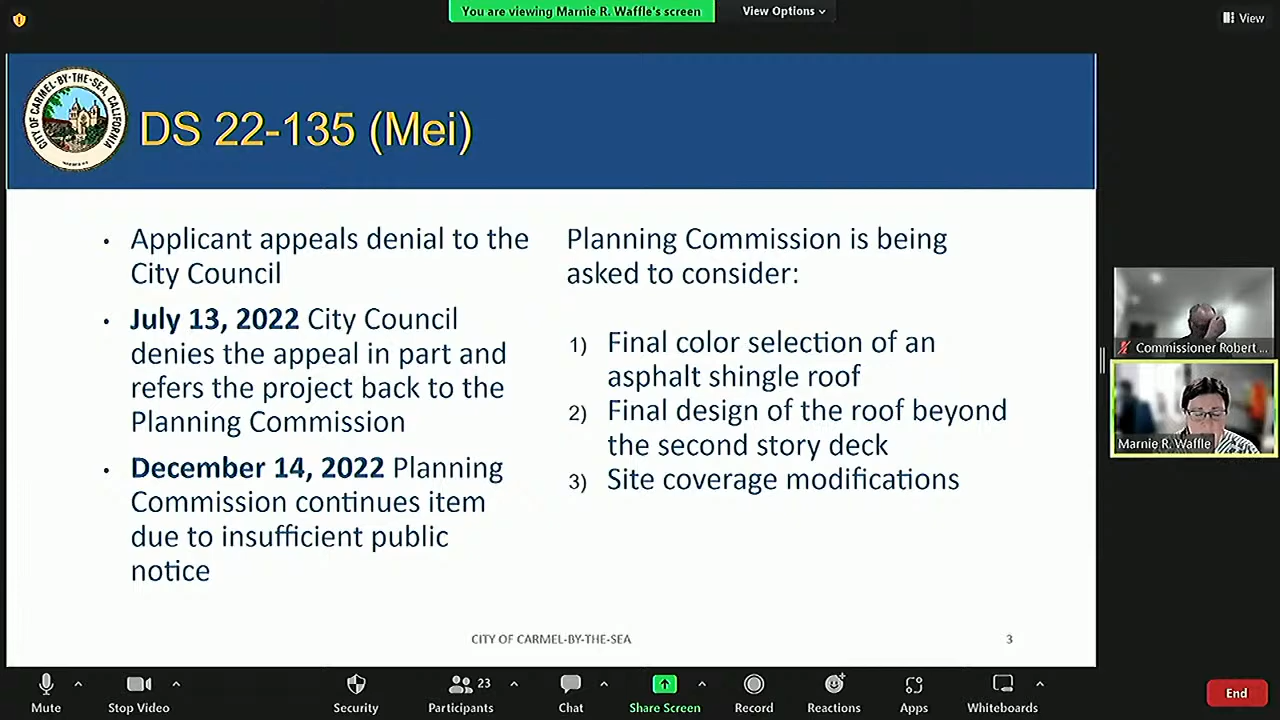 You are viewing Marnie R. Waffle's screen
View Options
View
CITY OF CARMEL-BY-THE-SEA, CALIFORNIA
DS 22-135 (Mei)
• Applicant appeals denial to the
City Council
• July 13, 2022 City Council
denies the appeal in part and
refers the project back to the
Planning Commission
• December 14, 2022 Planning
Commission continues item
due to insufficient public
notice
Planning Commission is being
asked to consider:
1) Final color selection of an
asphalt shingle roof
2) Final design of the roof beyond
the second story deck
3) Site coverage modifications
CITY OF CARMEL-BY-THE-SEA
3
Commissioner Robert ...
Marnie R. Waffle
Mute
Stop Video
Security
Participants
23
Chat
Share Screen
Record
Reactions
Apps
Whiteboards
End